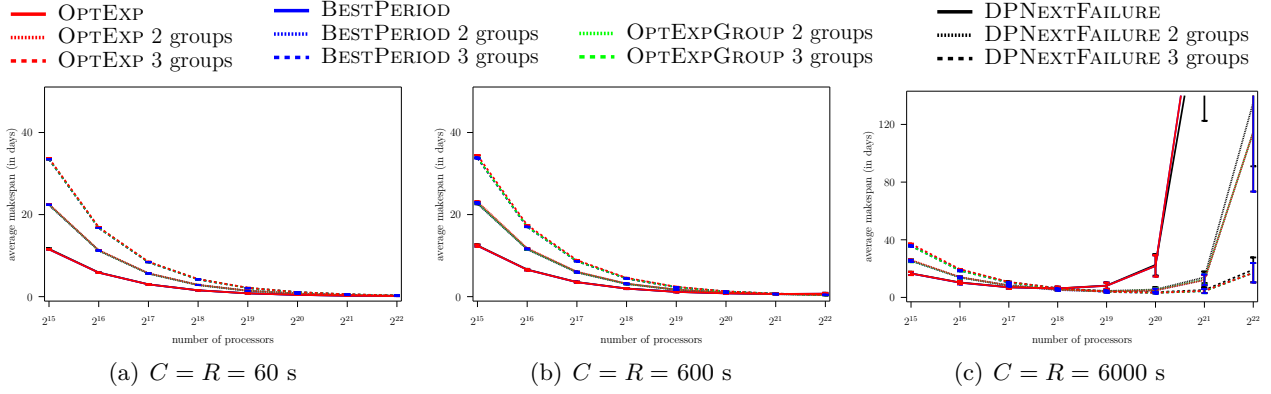 OPTEXP
OPTEXP 2 groups
OPTEXP 3 groups
BESTPERIOD
BESTPERIOD 2 groups
BESTPERIOD 3 groups
OPTEXPGROUP 2 groups
OPTEXPGROUP 3 groups
DPNEXTFAILURE
DPNEXTFAILURE 2 groups
DPNEXTFAILURE 3 groups
average makespan (in days)
40
20
0
2^15 2^16 2^17 2^18 2^19 2^20 2^21 2^22
number of processors
(a) C = R = 60 s
average makespan (in days)
40
20
0
2^15 2^16 2^17 2^18 2^19 2^20 2^21 2^22
number of processors
(b) C = R = 600 s
average makespan (in days)
120
80
40
0
2^15 2^16 2^17 2^18 2^19 2^20 2^21 2^22
number of processors
(c) C = R = 6000 s